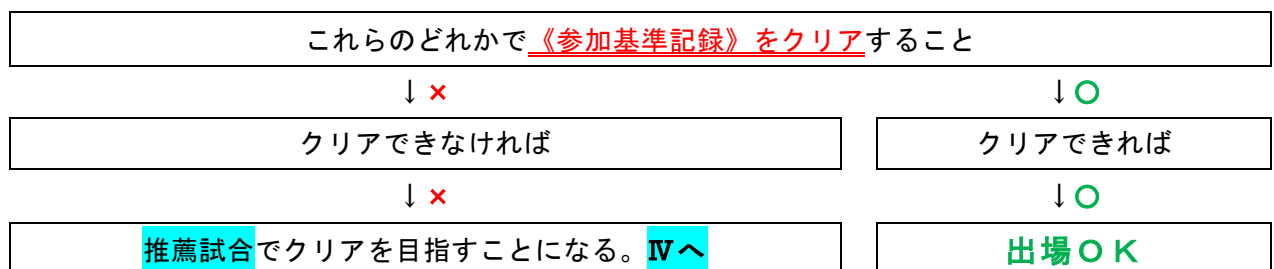 これらのどれかで《参加基準記録》をクリアすること
↓× ↓〇
クリアできなければ クリアできれば
↓× ↓〇
推薦試合でクリアを目指すことになる。Ⅳへ 出場ＯＫ